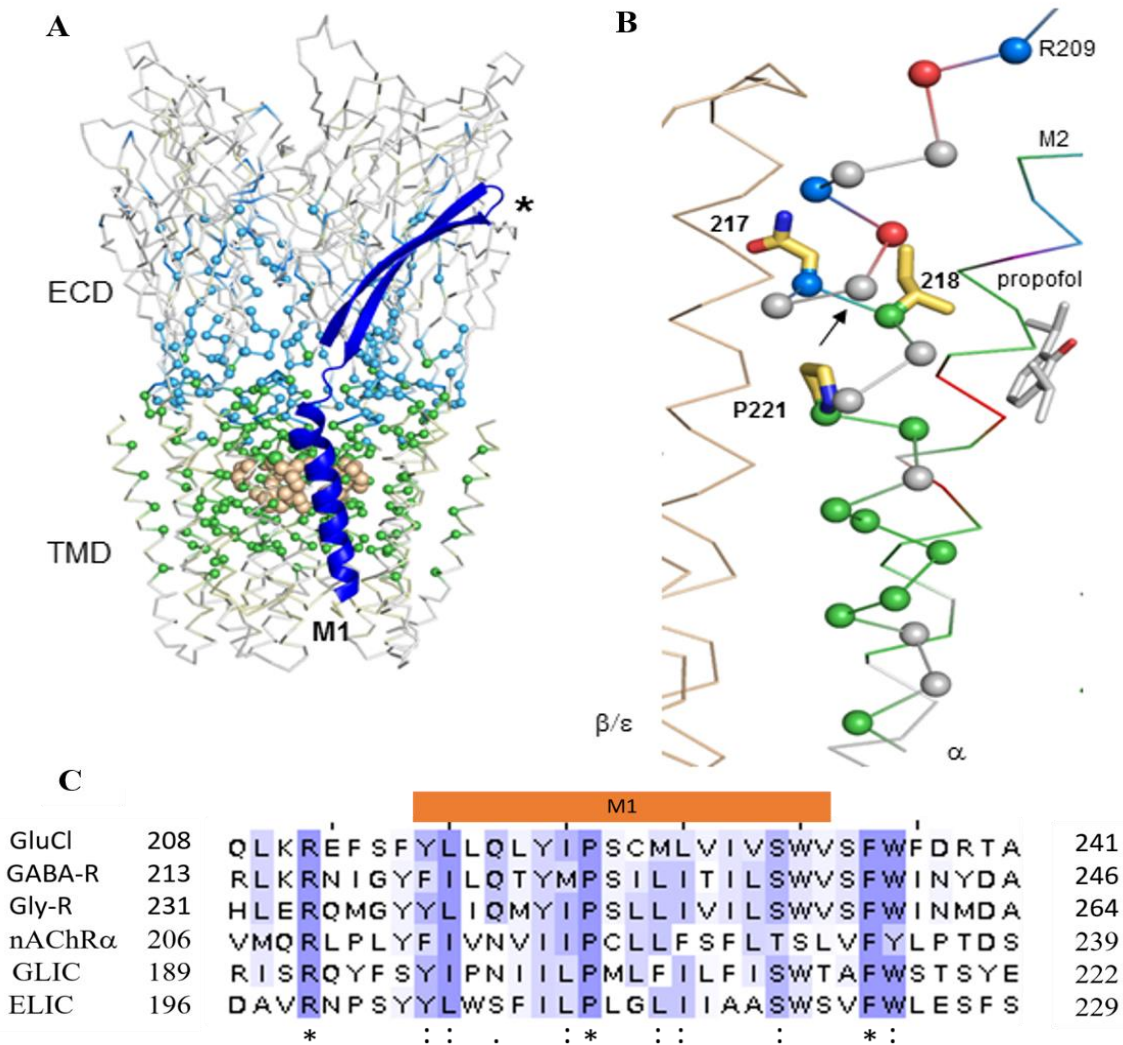 A
B
ECD
TMD
M1
*
R209
M2
217
218
propofol
P221
β/ε
α
C
M1
GluCl 208 QLKREFSFYLLQLYIPSCMLVIVSWVSFWFDRTA 241
GABA-R 213 RLKRNIGYFILQTYMPSILITILSWVSFWINYDA 246
Gly-R 231 HLERQMGYYLIQMYIPSLLIVILSWVSFWINMDA 264
nAChRα 206 VMQRLPLYFIVNVIIPCLLFSFLTSLVFYLPTDS 239
GLIC 189 RISRQYFSYIPNIILPMLFILFISWTAFWSTSYE 222
ELIC 196 DAVRNPSYYLWSFILPLGLIIAASWSVFWLESFS 229
* : : . : * : : : * :